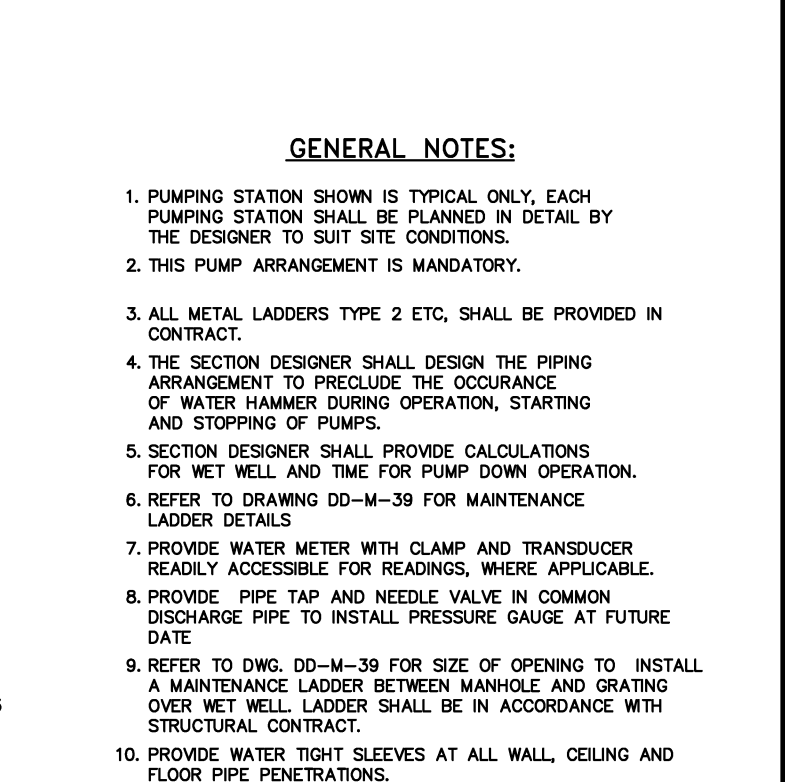 GENERAL NOTES:
1. PUMPING STATION SHOWN IS TYPICAL ONLY, EACH
PUMPING STATION SHALL BE PLANNED IN DETAIL BY
THE DESIGNER TO SUIT SITE CONDITIONS.
2. THIS PUMP ARRANGEMENT IS MANDATORY.
3. ALL METAL LADDERS TYPE 2 ETC, SHALL BE PROVIDED IN
CONTRACT.
4. THE SECTION DESIGNER SHALL DESIGN THE PIPING
ARRANGEMENT TO PRECLUDE THE OCCURANCE
OF WATER HAMMER DURING OPERATION, STARTING
AND STOPPING OF PUMPS.
5. SECTION DESIGNER SHALL PROVIDE CALCULATIONS
FOR WET WELL AND TIME FOR PUMP DOWN OPERATION.
6. REFER TO DRAWING DD-M-39 FOR MAINTENANCE
LADDER DETAILS
7. PROVIDE WATER METER WITH CLAMP AND TRANSDUCER
READILY ACCESSIBLE FOR READINGS, WHERE APPLICABLE.
8. PROVIDE PIPE TAP AND NEEDLE VALVE IN COMMON
DISCHARGE PIPE TO INSTALL PRESSURE GAUGE AT FUTURE
DATE
9. REFER TO DWG. DD-M-39 FOR SIZE OF OPENING TO INSTALL
A MAINTENANCE LADDER BETWEEN MANHOLE AND GRATING
OVER WET WELL. LADDER SHALL BE IN ACCORDANCE WITH
STRUCTURAL CONTRACT.
10. PROVIDE WATER TIGHT SLEEVES AT ALL WALL, CEILING AND
FLOOR PIPE PENETRATIONS.